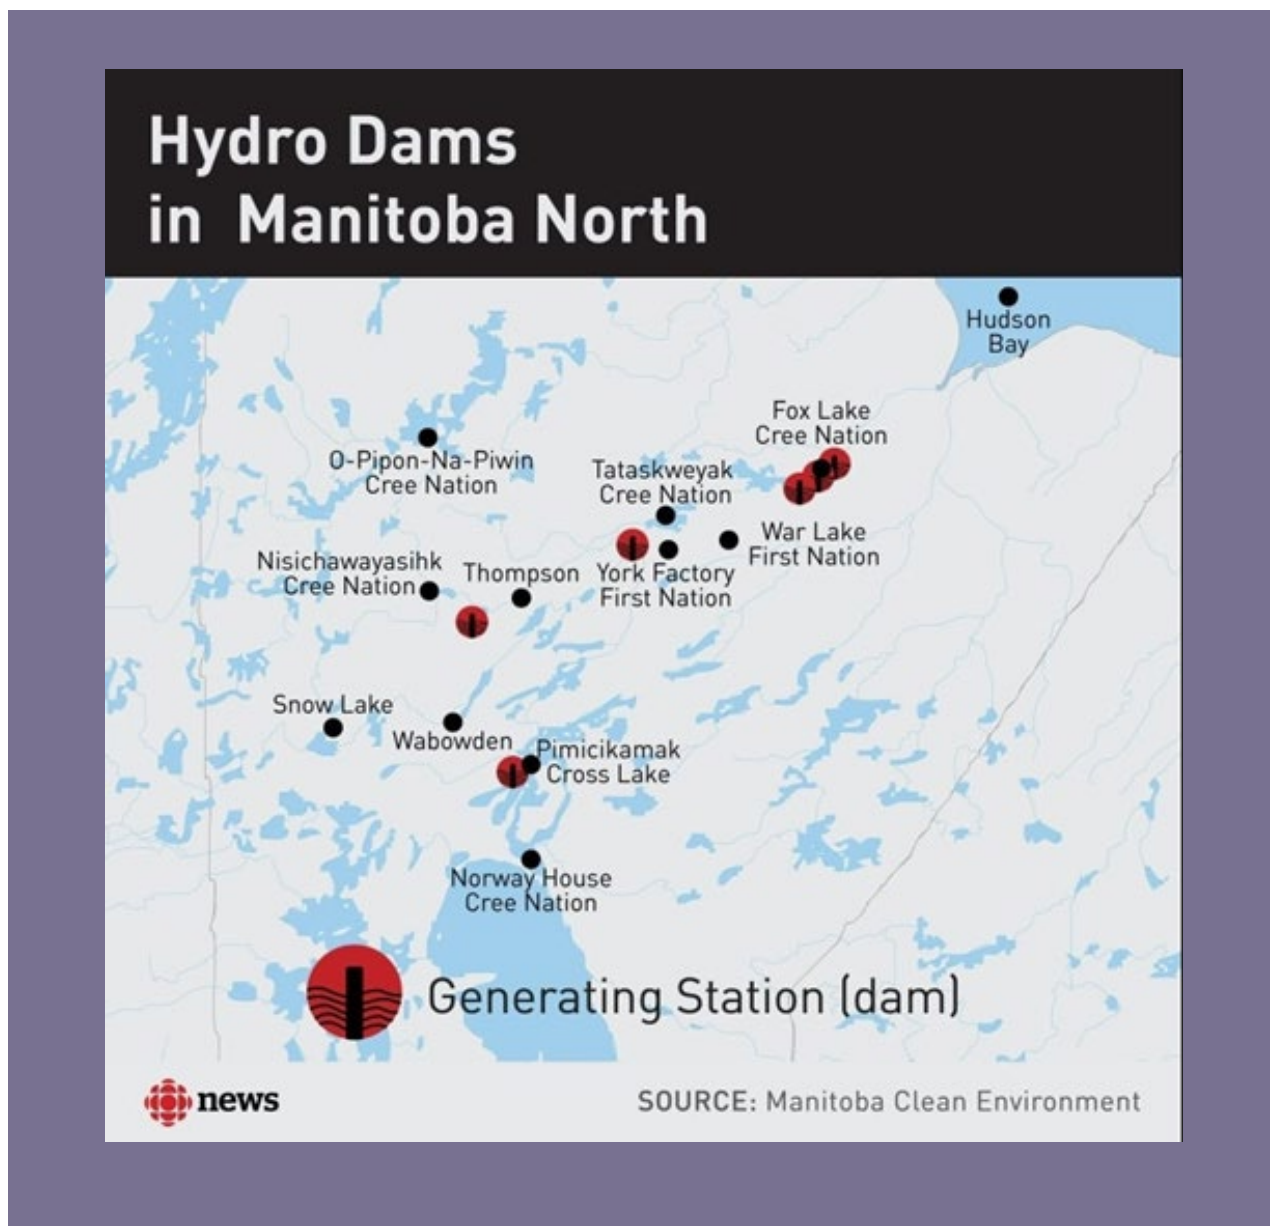 Hydro Dams
in Manitoba North
Hudson
Bay
Fox Lake
Cree Nation
O-Pipon-Na-Piwin
Cree Nation
Tataskweyak
Cree Nation
War Lake
First Nation
Nisichawayasihk
Cree Nation
Thompson
York Factory
First Nation
Snow Lake
Wabowden
Pimicikamak
Cross Lake
Norway House
Cree Nation
Generating Station (dam)
news
SOURCE: Manitoba Clean Environment